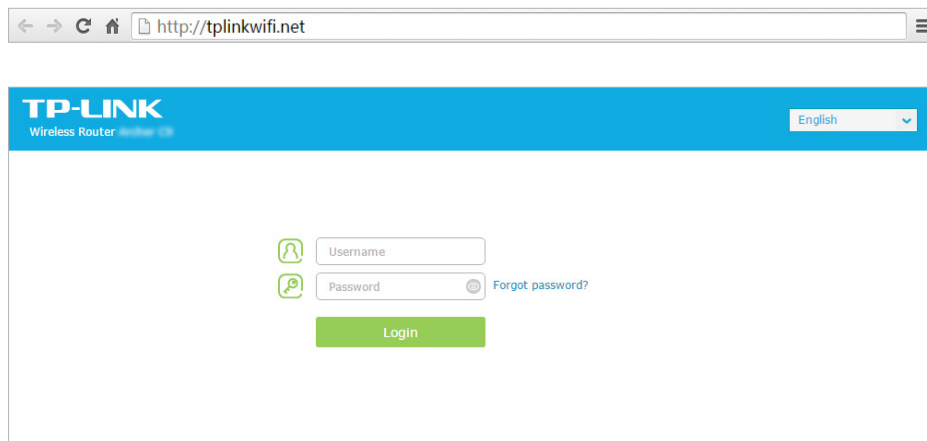 http://tplinkwifi.net
TP-LINK
Wireless Router
English
Username
Password
Forgot password?
Login